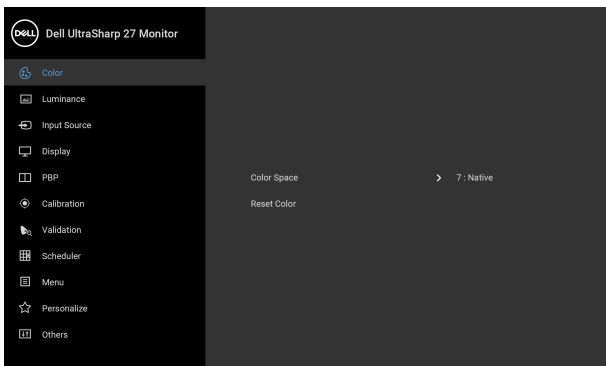 DELL Dell UltraSharp 27 Monitor
Color
Luminance
Input Source
Display
PBP
Color Space 7 : Native
Calibration
Reset Color
Validation
Scheduler
Menu
Personalize
Others